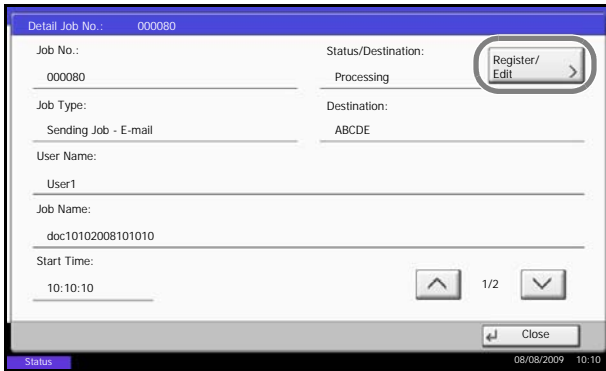 Detail Job No.: 000080
Job No.:
000080
Status/Destination:
Processing
Register/
Edit
Job Type:
Sending Job - E-mail
Destination:
ABCDE
User Name:
User1
Job Name:
doc10102008101010
Start Time:
10:10:10
1/2
Close
Status
08/08/2009 10:10